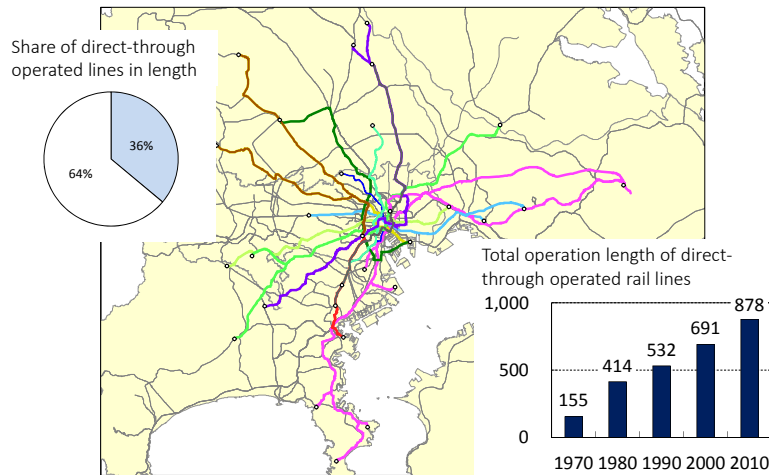 Share of direct-through
operated lines in length
36%
64%
Total operation length of direct-
through operated rail lines
1,000
500
0
155
414
532
691
878
1970 1980 1990 2000 2010